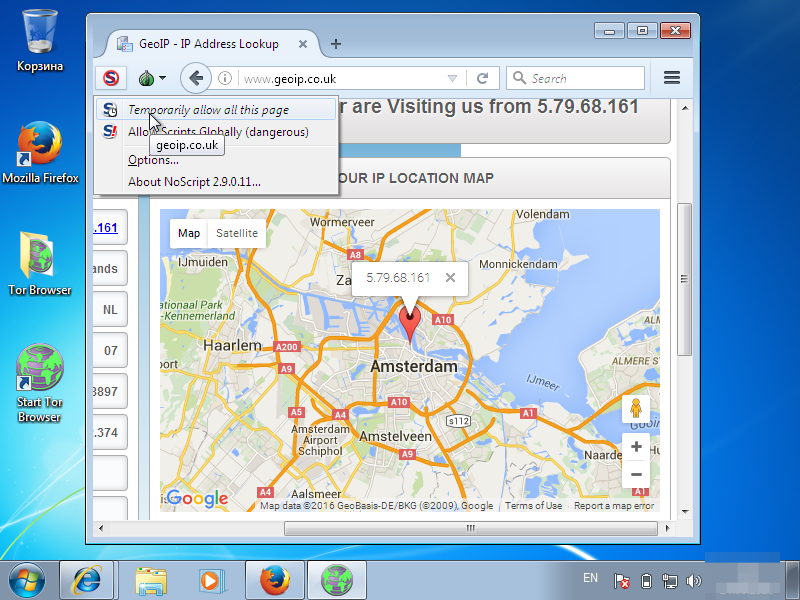 Корзина
Mozilla Firefox
Tor Browser
Start Tor
Browser
GeoIP - IP Address Lookup
www.geoip.co.uk
Search
Temporarily allow all this page
Scripts Globally (dangerous)
geoip.co.uk
Options...
About NoScript 2.9.0.11...
r are Visiting us from 5.79.68.161
OUR IP LOCATION MAP
.161
ands
NL
07
3897
.374
Map
Satellite
Wormerveer
Volendam
IJmuiden
A8
Za
Monnickendam
5.79.68.161
ationaal Park
-Kennemerland
A10
Haarlem
A200
A9
Amsterdam
ALM
ALMERE S
IJmeer
A10
A5
A4
s112
A1
Amsterdam
Airport
Schiphol
Amstelveen
A9
Naarde
Hu
A4
Aalsmeer
A1
Google
Map data ©2016 GeoBasis-DE/BKG (©2009), Google
Terms of Use
Report a map error
EN